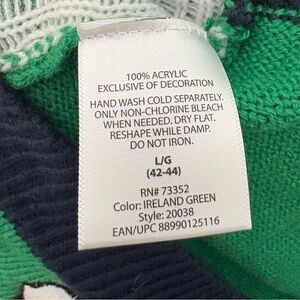 100% ACRYLIC
EXCLUSIVE OF DECORATION
HAND WASH COLD SEPARATELY.
ONLY NON-CHLORINE BLEACH
WHEN NEEDED. DRY FLAT.
RESHAPE WHILE DAMP.
DO NOT IRON.
L/G
(42-44)
RN# 73352
Color: IRELAND GREEN
Style: 20038
EAN/UPC 88990125116